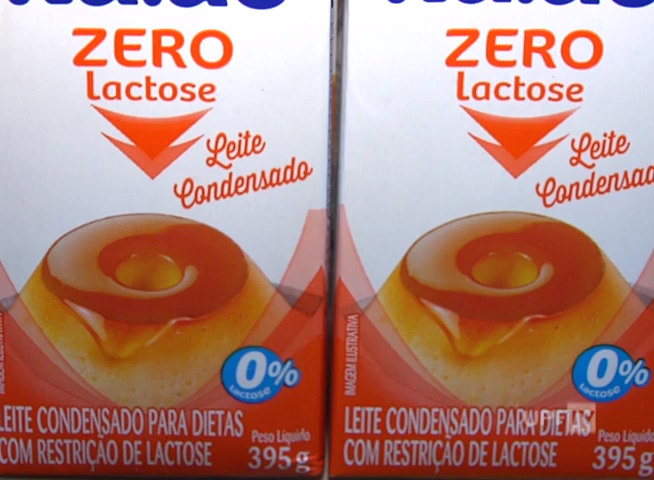 ZERO
Lactose
Leite
Condensado
0%
lactose
LEITE CONDENSADO PARA DIETAS
COM RESTRIÇÃO DE LACTOSE
Peso Líquido
395g
ZERO
Lactose
Leite
IMAGEM ILUSTRATIVA
0%
lactose
LEITE CONDENSADO PARA DIETAS
COM RESTRIÇÃO DE LACTOSE
Peso Líquido
395g